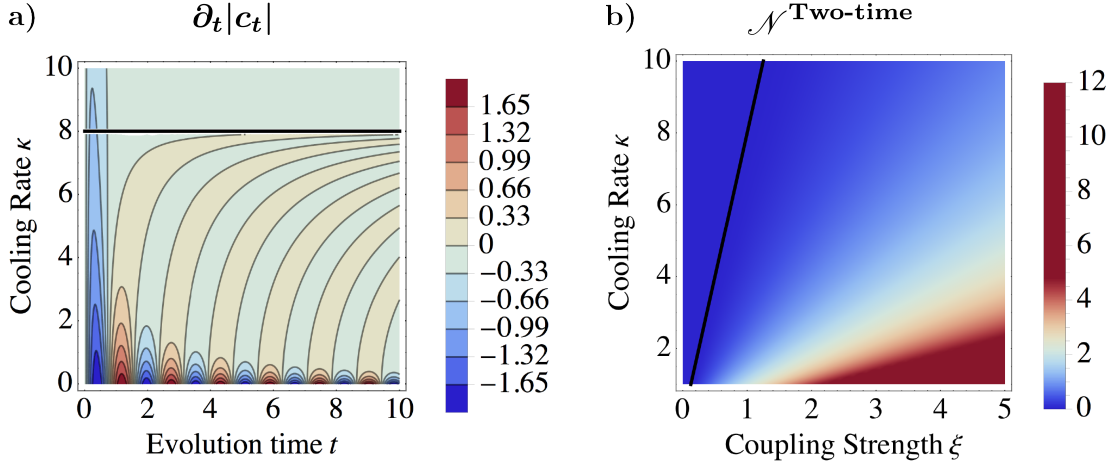 a)
∂ₜ|cₜ|
Cooling Rate κ
10
8
6
4
2
0
0 2 4 6 8 10
Evolution time t
1.65
1.32
0.99
0.66
0.33
0
−0.33
−0.66
−0.99
−1.32
−1.65
b)
𝒩 Two-time
Cooling Rate κ
10
8
6
4
2
0 1 2 3 4 5
Coupling Strength ξ
12
10
8
6
4
2
0